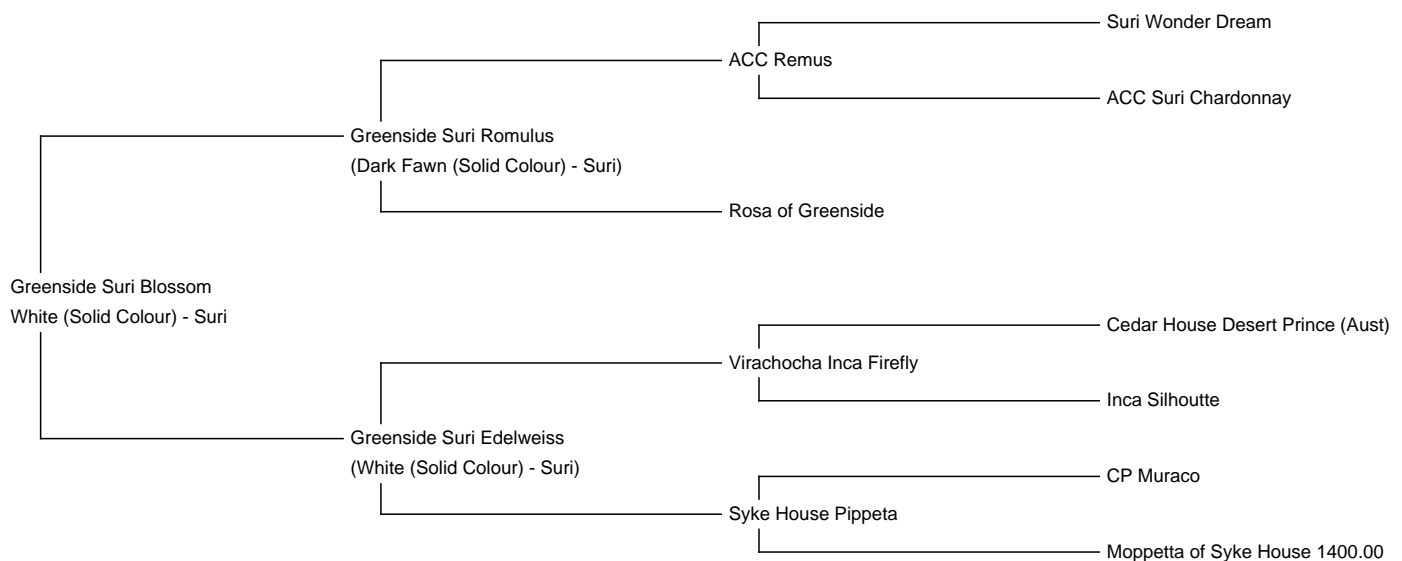 Suri Wonder Dream
ACC Remus
ACC Suri Chardonnay
Greenside Suri Romulus
(Dark Fawn (Solid Colour) - Suri)
Rosa of Greenside
Greenside Suri Blossom
White (Solid Colour) - Suri
Cedar House Desert Prince (Aust)
Virachocha Inca Firefly
Inca Silhoutte
Greenside Suri Edelweiss
(White (Solid Colour) - Suri)
CP Muraco
Syke House Pippeta
Moppetta of Syke House 1400.00